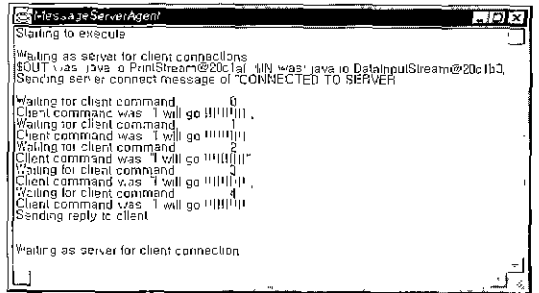 MessageServerAgent
Starting to execute
Waiting as server for client connections
$OUT was java io PrintStream@20c1af $IN was java io DataInputStream@20c1b0,
Sending server connect message of "CONNECTED TO SERVER
Waiting for client command 0
Client command was "I will go !!!!!!!!!!
Waiting for client command 1
Client command was "I will go
Waiting for client command 2
Client command was "I will go
Waiting for client command 3
Client command was "I will go
Waiting for client command 4
Client command was "I will go
Sending reply to client
Waiting as server for client connection